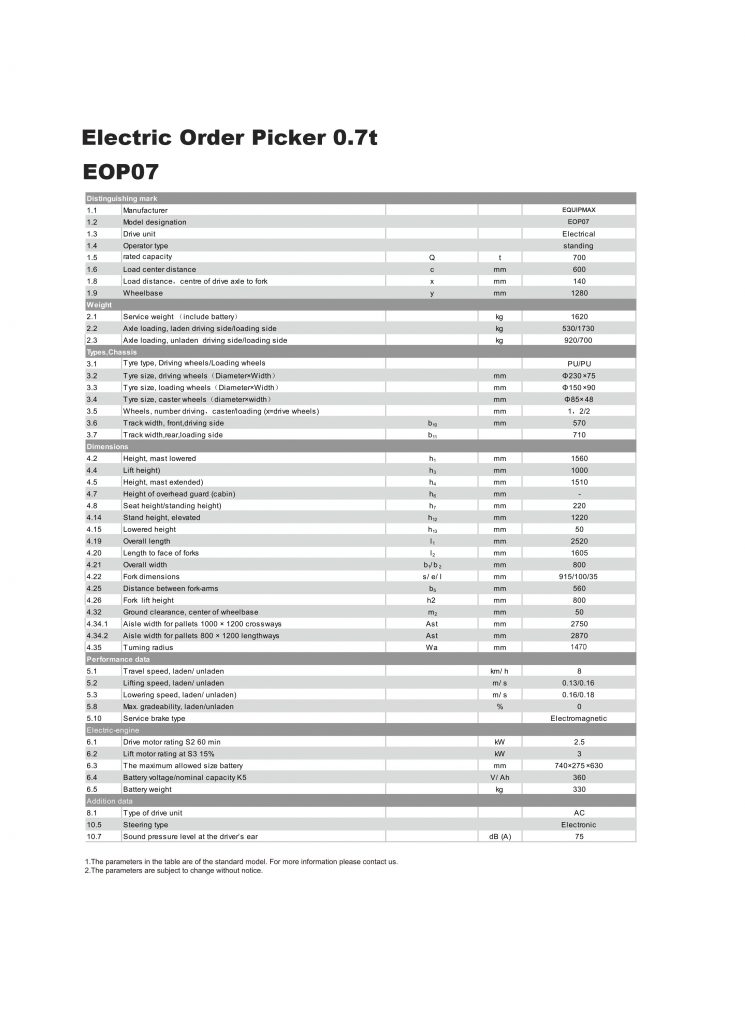 Electric Order Picker 0.7t
EOP07
Distinguishing mark
1.1 Manufacturer EQUIPMAX
1.2 Model designation EOP07
1.3 Drive unit Electrical
1.4 Operator type standing
1.5 rated capacity Q t 700
1.6 Load center distance c mm 600
1.8 Load distance，centre of drive axle to fork x mm 140
1.9 Wheelbase y mm 1280
Weight
2.1 Service weight （include battery） kg 1620
2.2 Axle loading, laden driving side/loading side kg 530/1730
2.3 Axle loading, unladen driving side/loading side kg 920/700
Types,Chassis
3.1 Tyre type, Driving wheels/Loading wheels PU/PU
3.2 Tyre size, driving wheels（Diameter×Width） mm Φ230×75
3.3 Tyre size, loading wheels（Diameter×Width） mm Φ150×90
3.4 Tyre size, caster wheels（diameter×width） mm Φ85×48
3.5 Wheels, number driving，caster/loading (x=drive wheels) mm 1，2/2
3.6 Track width, front,driving side b₁₀ mm 570
3.7 Track width,rear,loading side b₁₁ 710
Dimensions
4.2 Height, mast lowered h₁ mm 1560
4.4 Lift height) h₃ mm 1000
4.5 Height, mast extended) h₄ mm 1510
4.7 Height of overhead guard (cabin) h₆ mm -
4.8 Seat height/standing height) h₇ mm 220
4.14 Stand height, elevated h₁₂ mm 1220
4.15 Lowered height h₁₃ mm 50
4.19 Overall length l₁ mm 2520
4.20 Length to face of forks l₂ mm 1605
4.21 Overall width b₁/b₂ mm 800
4.22 Fork dimensions s/ e/ l mm 915/100/35
4.25 Distance between fork-arms b₅ mm 560
4.26 Fork lift height h2 mm 800
4.32 Ground clearance, center of wheelbase m₂ mm 50
4.34.1 Aisle width for pallets 1000 × 1200 crossways Ast mm 2750
4.34.2 Aisle width for pallets 800 × 1200 lengthways Ast mm 2870
4.35 Turning radius Wa mm 1470
Performance data
5.1 Travel speed, laden/ unladen km/ h 8
5.2 Lifting speed, laden/ unladen m/ s 0.13/0.16
5.3 Lowering speed, laden/ unladen) m/ s 0.16/0.18
5.8 Max. gradeability, laden/unladen % 0
5.10 Service brake type Electromagnetic
Electric-engine
6.1 Drive motor rating S2 60 min kW 2.5
6.2 Lift motor rating at S3 15% kW 3
6.3 The maximum allowed size battery mm 740×275×630
6.4 Battery voltage/nominal capacity K5 V/ Ah 360
6.5 Battery weight kg 330
Addition data
8.1 Type of drive unit AC
10.5 Steering type Electronic
10.7 Sound pressure level at the driver's ear dB (A) 75
1.The parameters in the table are of the standard model. For more information please contact us.
2.The parameters are subject to change without notice.